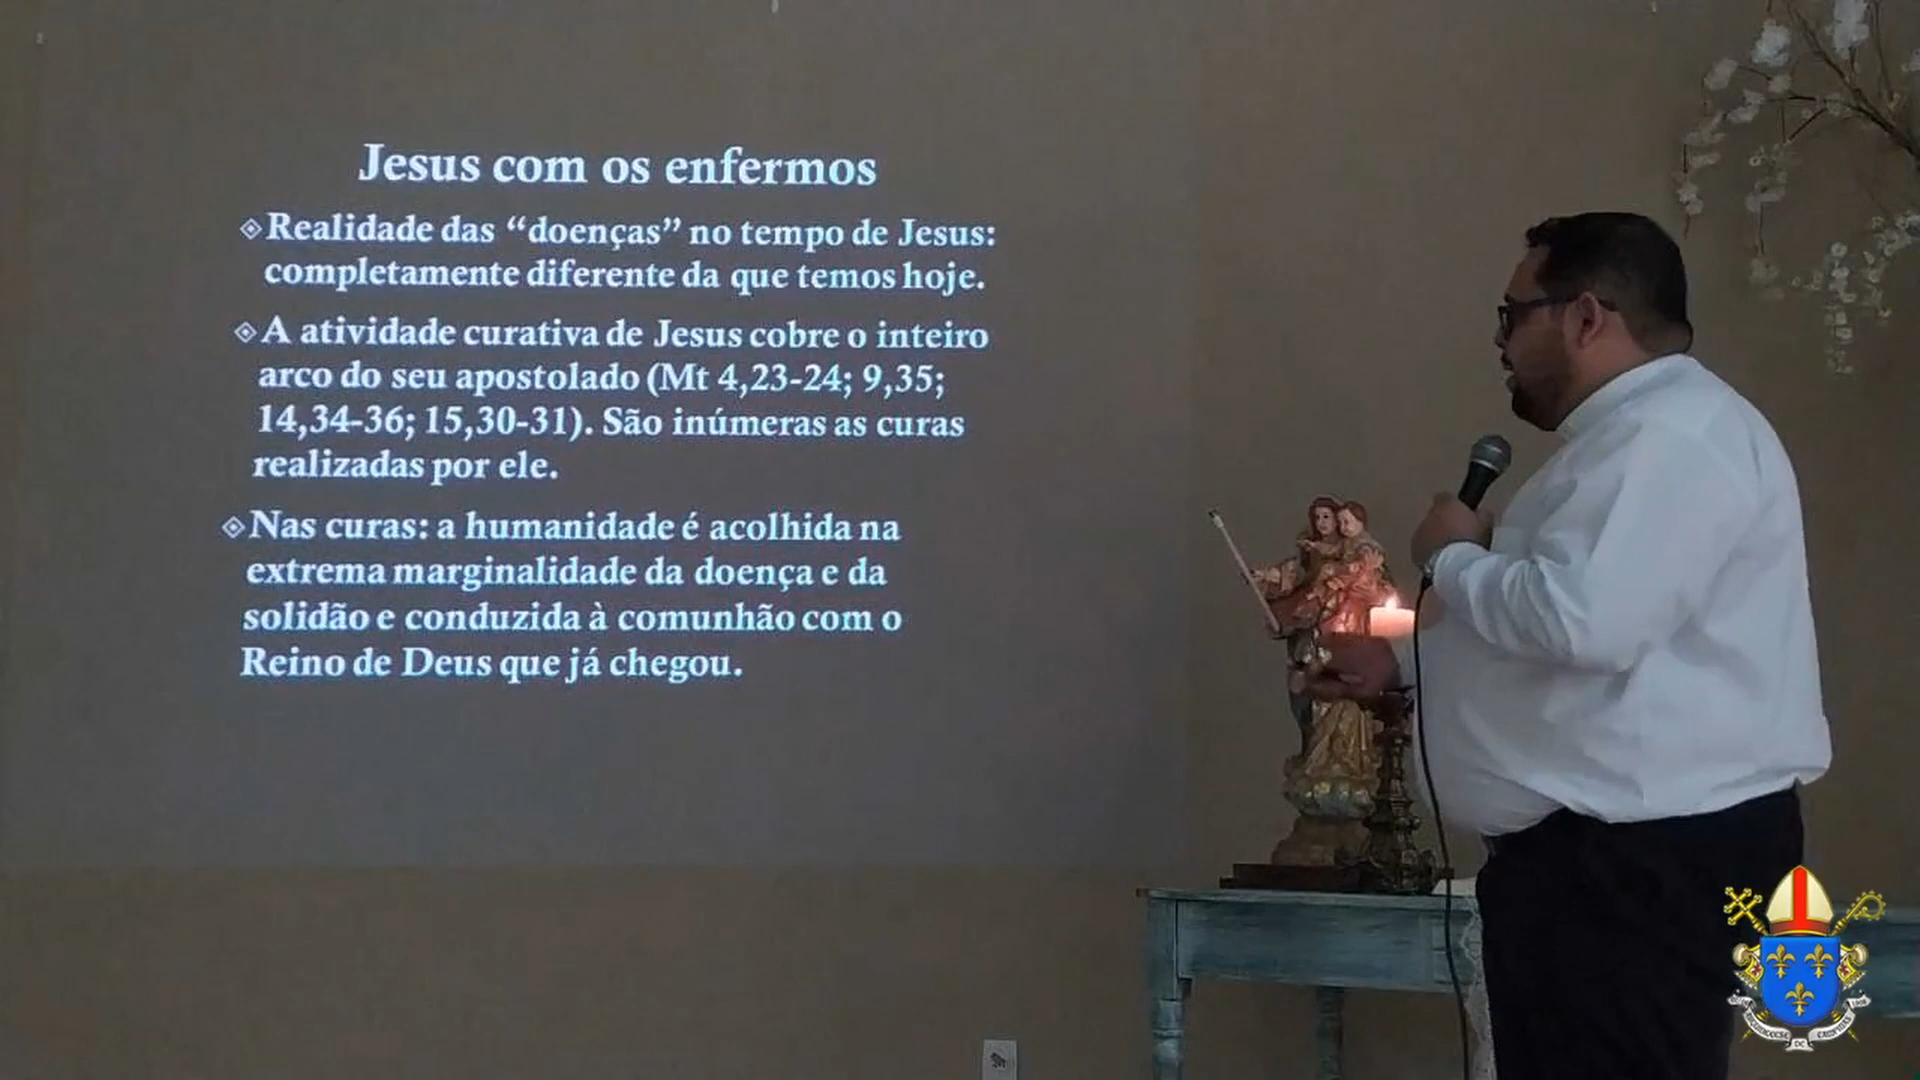 Jesus com os enfermos
Realidade das “doenças” no tempo de Jesus:
completamente diferente da que temos hoje.
A atividade curativa de Jesus cobre o inteiro
arco do seu apostolado (Mt 4,23-24; 9,35;
14,34-36; 15,30-31). São inúmeras as curas
realizadas por ele.
Nas curas: a humanidade é acolhida na
extrema marginalidade da doença e da
solidão e conduzida à comunhão com o
Reino de Deus que já chegou.